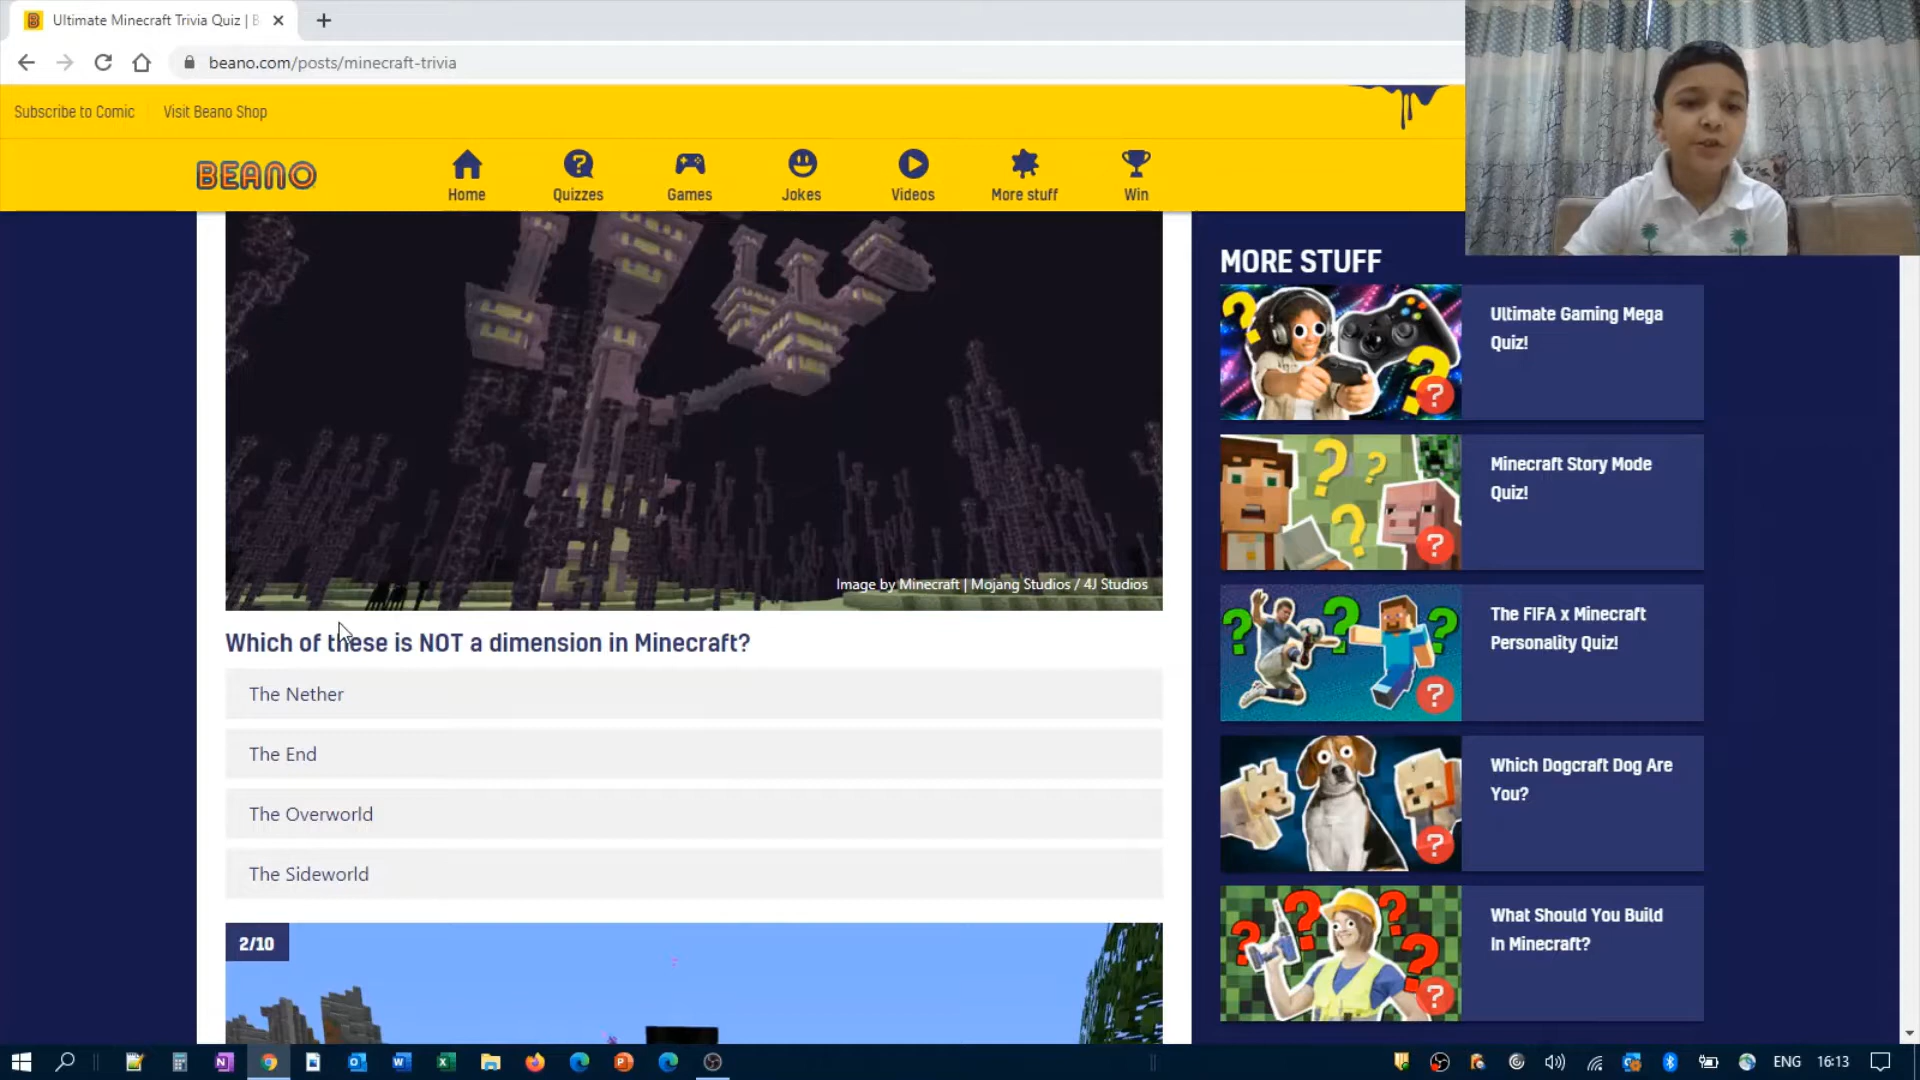 Ultimate Minecraft Trivia Quiz | B
beano.com/posts/minecraft-trivia
Subscribe to Comic
Visit Beano Shop
BEANO
Home
Quizzes
Games
Jokes
Videos
More stuff
Win
Image by Minecraft | Mojang Studios / 4J Studios
Which of these is NOT a dimension in Minecraft?
The Nether
The End
The Overworld
The Sideworld
2/10
MORE STUFF
Ultimate Gaming Mega
Quiz!
Minecraft Story Mode
Quiz!
The FIFA x Minecraft
Personality Quiz!
Which Dogcraft Dog Are
You?
What Should You Build
In Minecraft?
ENG
16:13